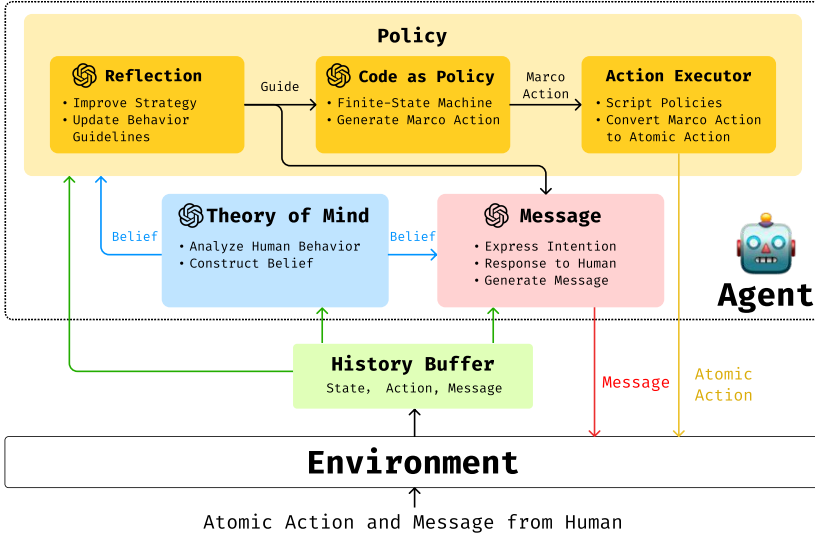 Policy
Reflection
• Improve Strategy
• Update Behavior
Guidelines
Guide
Code as Policy
• Finite-State Machine
• Generate Marco Action
Marco
Action
Action Executor
• Script Policies
• Convert Marco Action
to Atomic Action
Belief
Theory of Mind
• Analyze Human Behavior
• Construct Belief
Belief
Message
• Express Intention
• Response to Human
• Generate Message
Agent
History Buffer
State, Action, Message
Message
Atomic
Action
Environment
Atomic Action and Message from Human